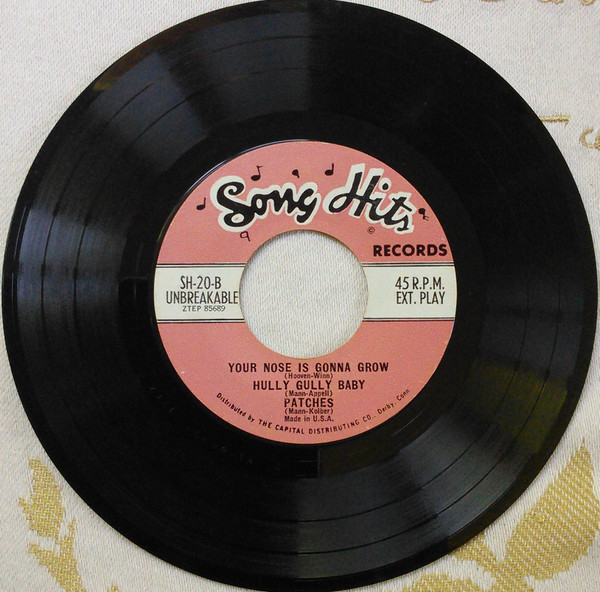 Song Hits
©
RECORDS
SH-20-B
UNBREAKABLE
ZTEP 85689
45 R.P.M.
EXT. PLAY
YOUR NOSE IS GONNA GROW
(Hooven-Winn)
HULLY GULLY BABY
(Mann-Appell)
PATCHES
(Mann-Kolber)
Made in U.S.A.
Distributed by THE CAPITAL DISTRIBUTING CO., Derby, Conn